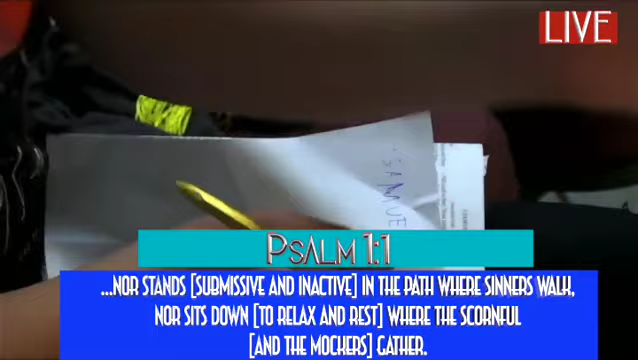 LIVE
SAMUE
PSALM 1:1
...NOR STANDS [SUBMISSIVE AND INACTIVE] IN THE PATH WHERE SINNERS WALK,
NOR SITS DOWN [TO RELAX AND REST] WHERE THE SCORNFUL
[AND THE MOCKERS] GATHER.